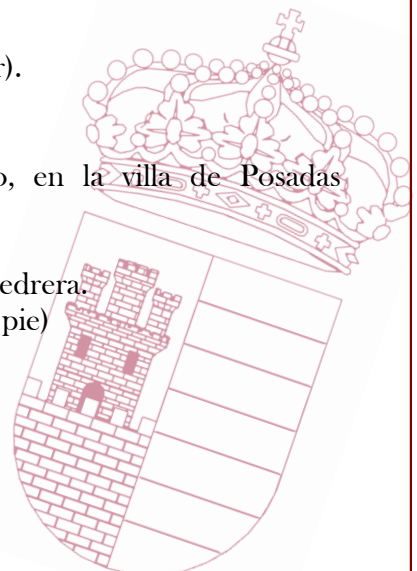 r).
o, en la villa de Posadas
edrera.
pie)